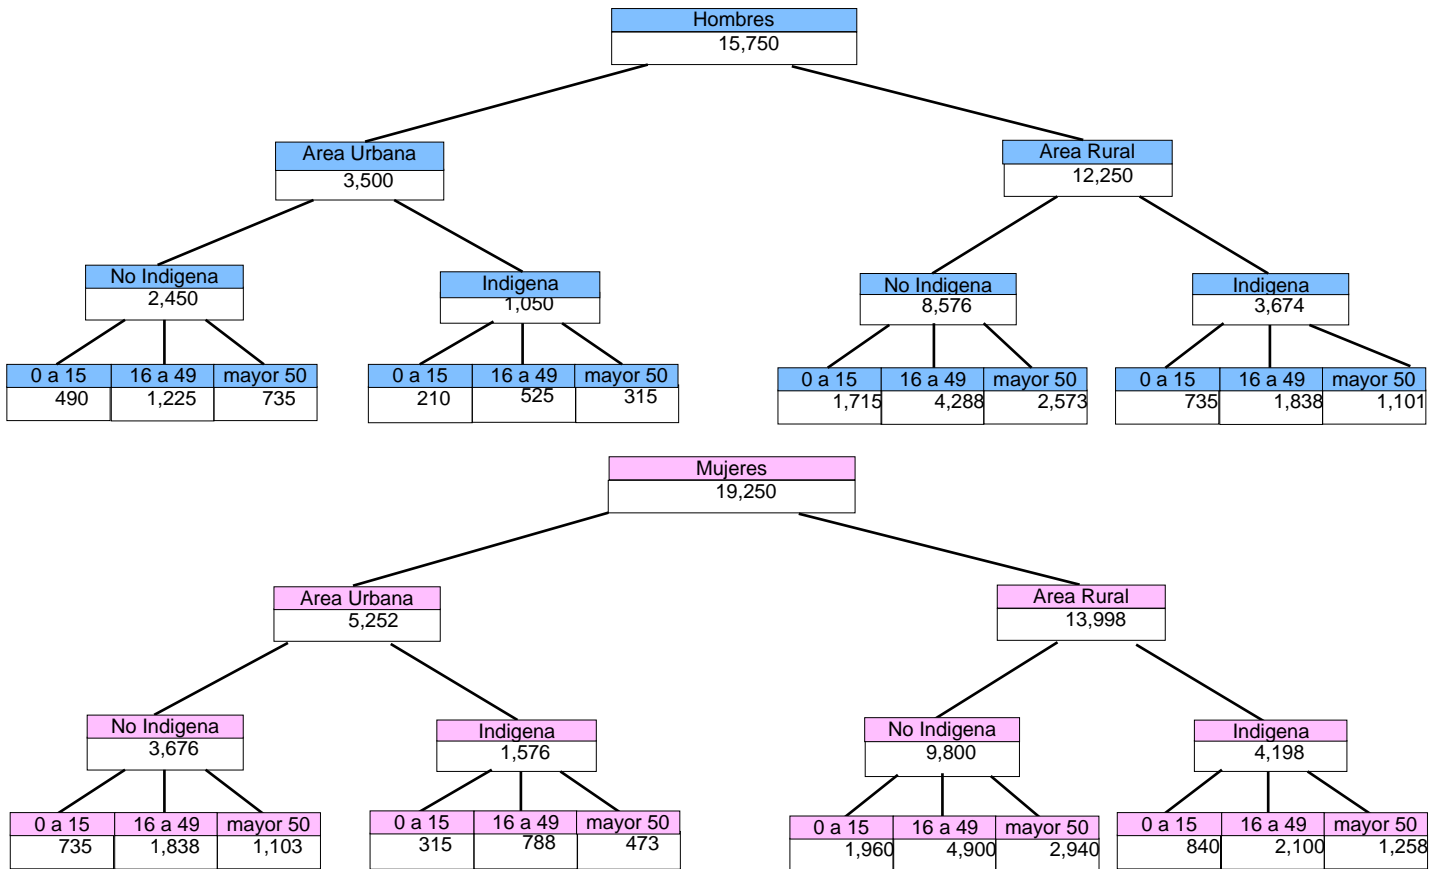 Hombres
15,750
Area Urbana Area Rural
3,500 12,250
No Indigena Indigena No Indigena Indigena
2,450 1,050 8,576 3,674
0 a 15 16 a 49 mayor 50 0 a 15 16 a 49 mayor 50 0 a 15 16 a 49 mayor 50 0 a 15 16 a 49 mayor 50
490 1,225 735 210 525 315 1,715 4,288 2,573 735 1,838 1,101
Mujeres
19,250
Area Urbana Area Rural
5,252 13,998
No Indigena Indigena No Indigena Indigena
3,676 1,576 9,800 4,198
0 a 15 16 a 49 mayor 50 0 a 15 16 a 49 mayor 50 0 a 15 16 a 49 mayor 50 0 a 15 16 a 49 mayor 50
735 1,838 1,103 315 788 473 1,960 4,900 2,940 840 2,100 1,258